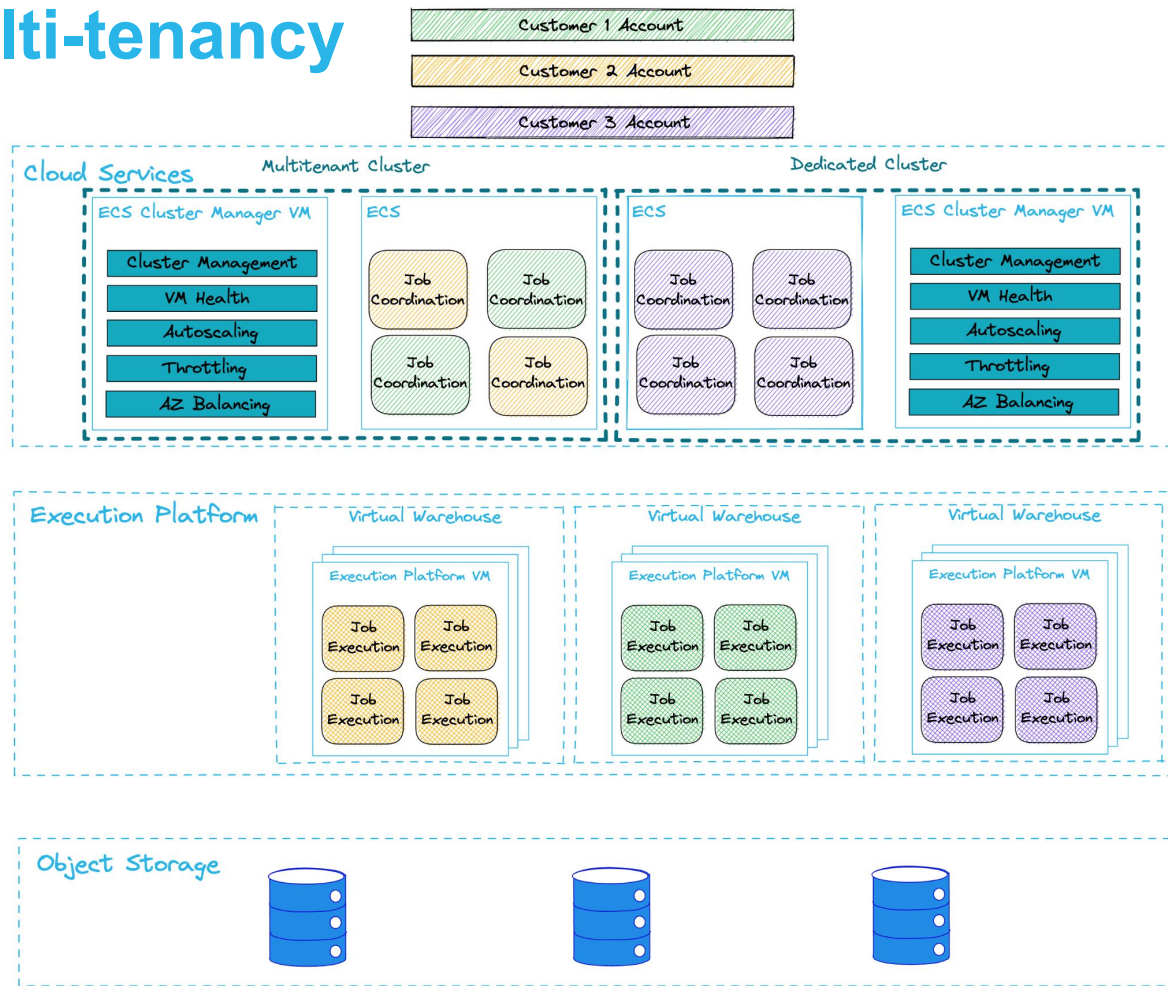 lti-tenancy
Customer 1 Account
Customer 2 Account
Customer 3 Account
Cloud Services
Multitenant Cluster
Dedicated Cluster
ECS Cluster Manager VM
Cluster Management
VM Health
Autoscaling
Throttling
AZ Balancing
ECS
Job
Coordination
Job
Coordination
Job
Coordination
Job
Coordination
ECS
Job
Coordination
Job
Coordination
Job
Coordination
Job
Coordination
ECS Cluster Manager VM
Cluster Management
VM Health
Autoscaling
Throttling
AZ Balancing
Execution Platform
Virtual Warehouse
Execution Platform VM
Job
Execution
Job
Execution
Job
Execution
Job
Execution
Virtual Warehouse
Execution Platform VM
Job
Execution
Job
Execution
Job
Execution
Job
Execution
Virtual Warehouse
Execution Platform VM
Job
Execution
Job
Execution
Job
Execution
Job
Execution
Object Storage